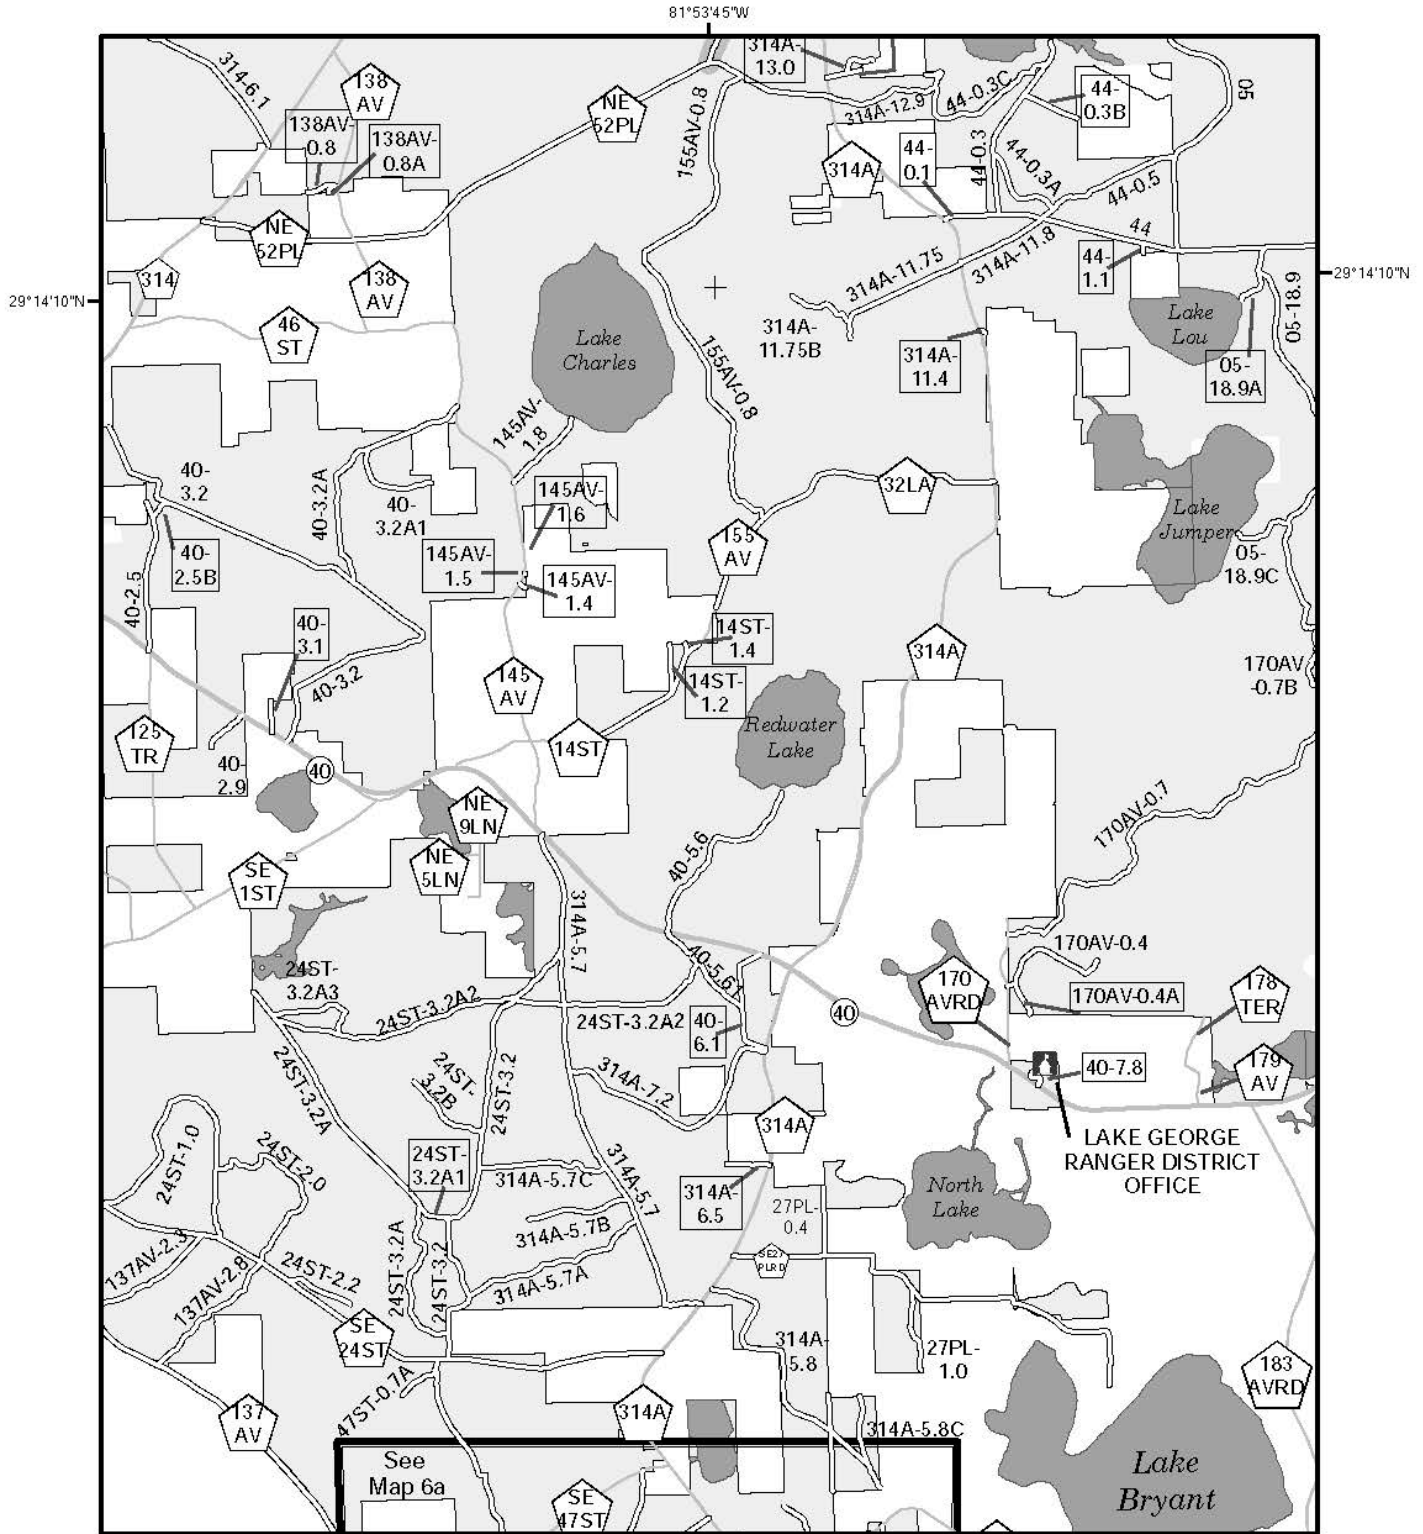 81°53'45"W
314-6.1
138
AV
138AV-
0.8
138AV-
0.8A
NE
52PL
155AV-0.8
314A-
13.0
314A-12.9
44-0.3C
44-
0.3B
05
314A
44-
0.1
44-0.3
44-0.3A
44-0.5
NE
52PL
44
314
138
AV
314A-11.75
314A-11.8
44-
1.1
29°14'10"N
29°14'10"N
46
ST
Lake
Charles
314A-
11.75B
Lake
Lou
05-18.9
155AV-0.8
314A-
11.4
05-
18.9A
145AV-
1.8
40-
3.2
40-3.2A
40-
3.2A1
145AV-
1.6
32LA
Lake
Jumper
40-
2.5B
145AV-
1.5
145AV-
1.4
155
AV
05-
18.9C
40-2.5
40-
3.1
14ST-
1.4
314A
40-3.2
145
AV
14ST-
1.2
170AV
-0.7B
125
TR
14ST
Redwater
Lake
40-
2.9
40
NE
9LN
170AV-0.7
40-5.6
SE
1ST
NE
5LN
314A-5.7
170AV-0.4
24ST-
3.2A3
40-5.61
170
AVRD
178
TER
170AV-0.4A
24ST-3.2A2
24ST-3.2A2
40-
6.1
40
24ST-3.2A
24ST-
3.2B
24ST-3.2
314A-7.2
40-7.8
179
AV
314A
LAKE GEORGE
RANGER DISTRICT
OFFICE
24ST-1.0
24ST-2.0
24ST-
3.2A1
314A-5.7C
314A-5.7
314A-
6.5
27PL-
0.4
North
Lake
314A-5.7B
137AV-2.3
137AV-2.8
24ST-2.2
24ST-3.2A
24ST-3.2
314A-5.7A
SE27
PLRD
SE
24ST
314A-
5.8
27PL-
1.0
183
AVRD
47ST-0.7A
137
AV
314A
314A-5.8C
See
Map 6a
SE
47ST
Lake
Bryant